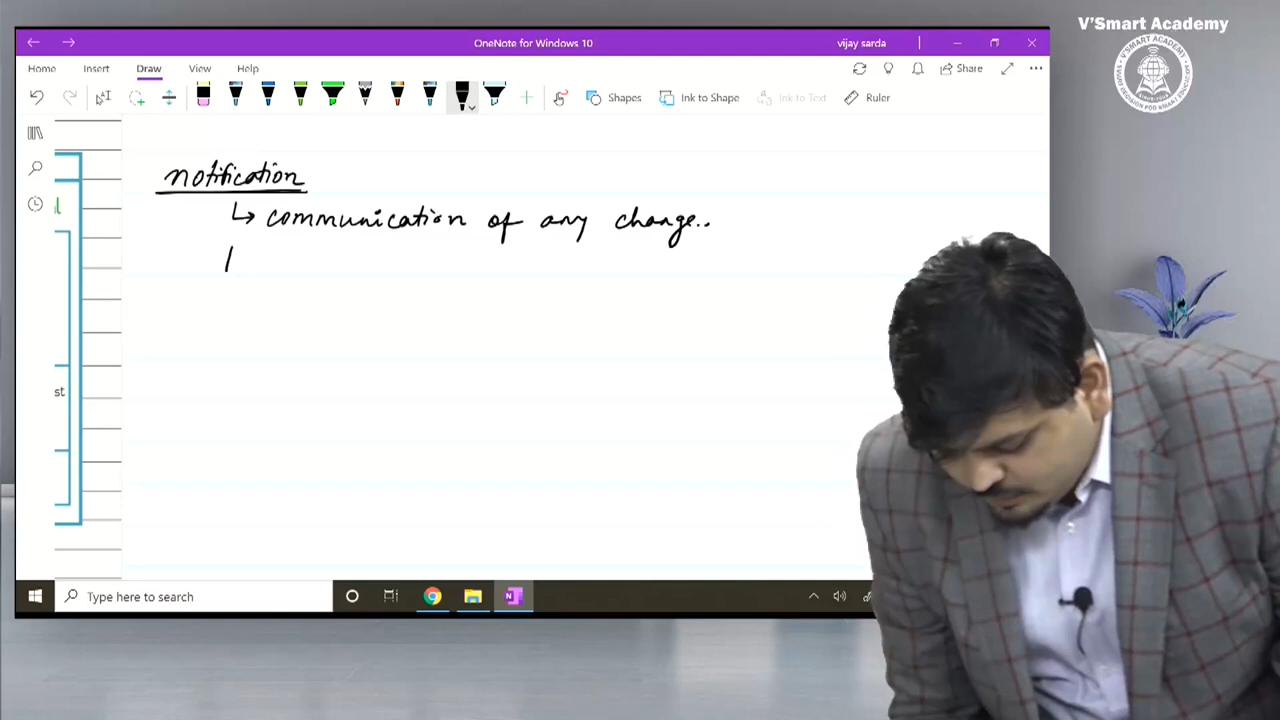 V'Smart Academy
OneNote for Windows 10
vijay sarda
Home Insert Draw View Help
Share
Shapes
Ink to Shape
Ink to Text
Ruler
notification
↳ communication of any change..
l
st
Type here to search